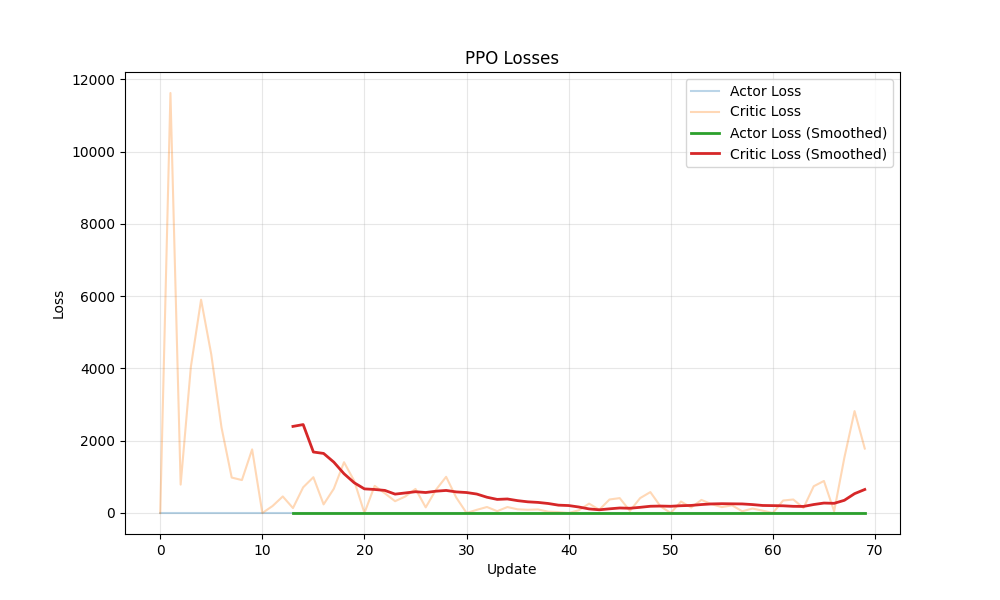 PPO Losses
12000
10000
8000
6000
4000
2000
0
Loss
Actor Loss
Critic Loss
Actor Loss (Smoothed)
Critic Loss (Smoothed)
0 10 20 30 40 50 60 70
Update